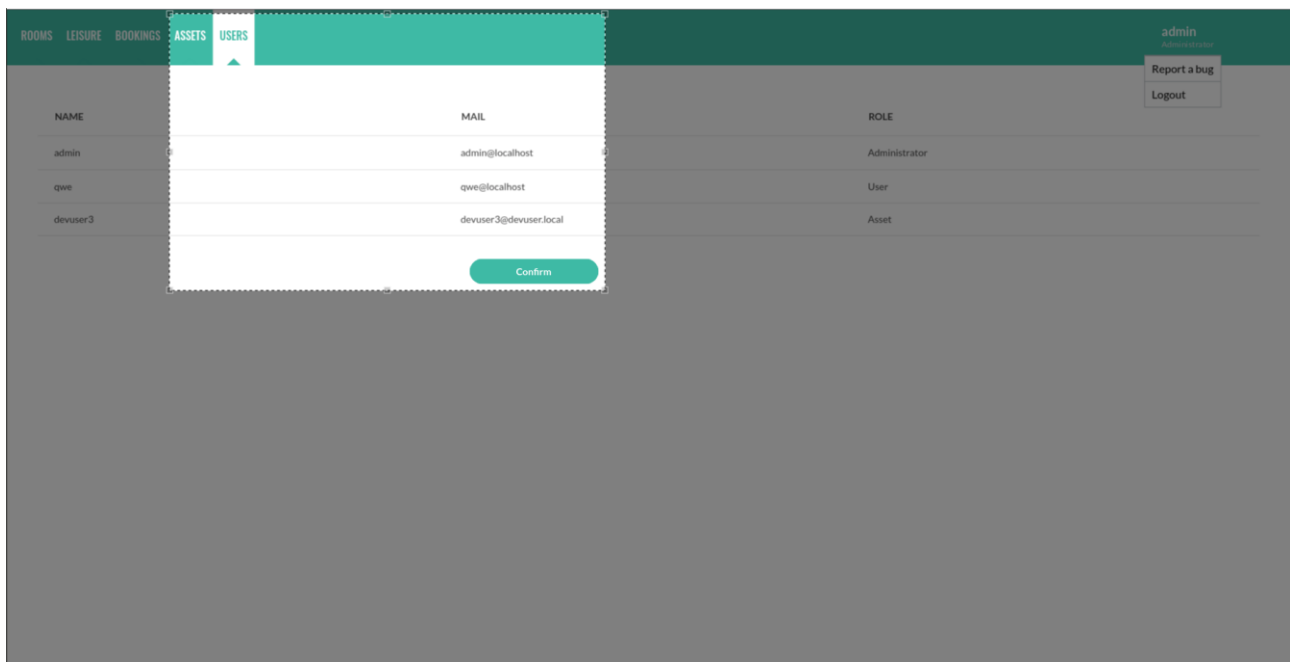 ROOMS LEISURE BOOKINGS ASSETS USERS
admin
Administrator
Report a bug
Logout
NAME MAIL ROLE
admin admin@localhost Administrator
qwe qwe@localhost User
devuser3 devuser3@devuser.local Asset
Confirm